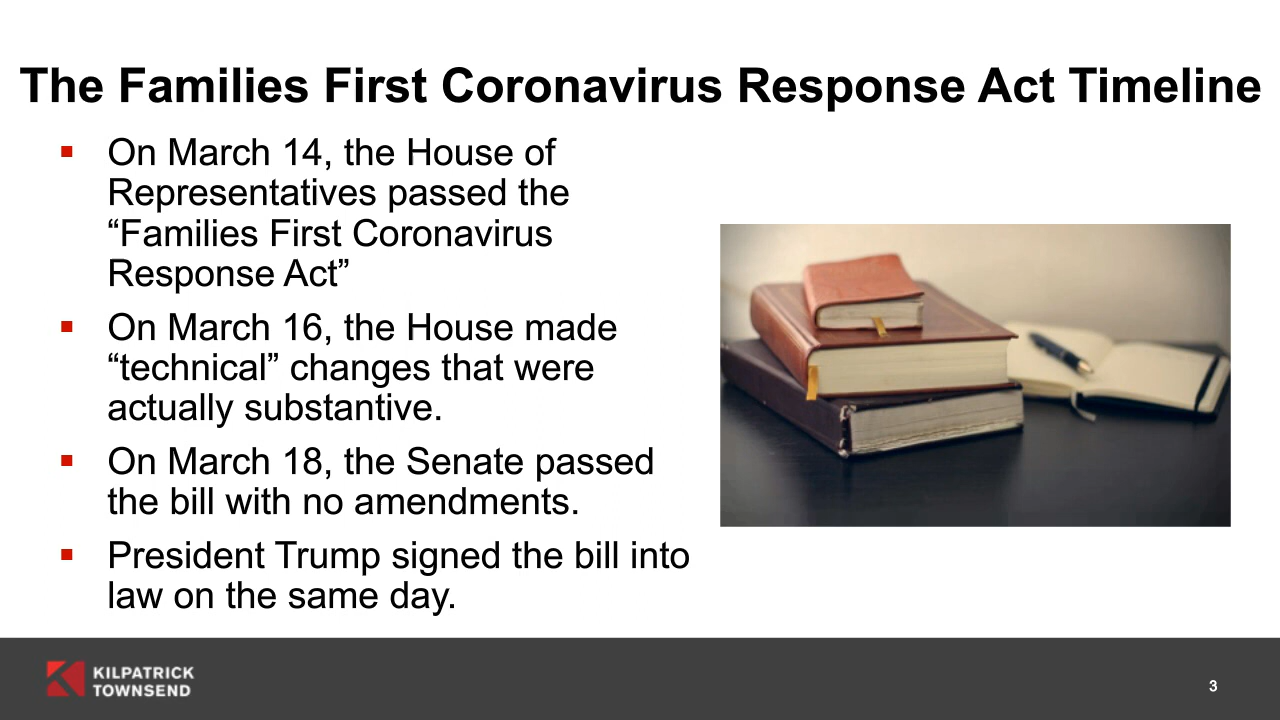 The Families First Coronavirus Response Act Timeline
▪ On March 14, the House of
Representatives passed the
“Families First Coronavirus
Response Act”
▪ On March 16, the House made
“technical” changes that were
actually substantive.
▪ On March 18, the Senate passed
the bill with no amendments.
▪ President Trump signed the bill into
law on the same day.
KILPATRICK
TOWNSEND
3